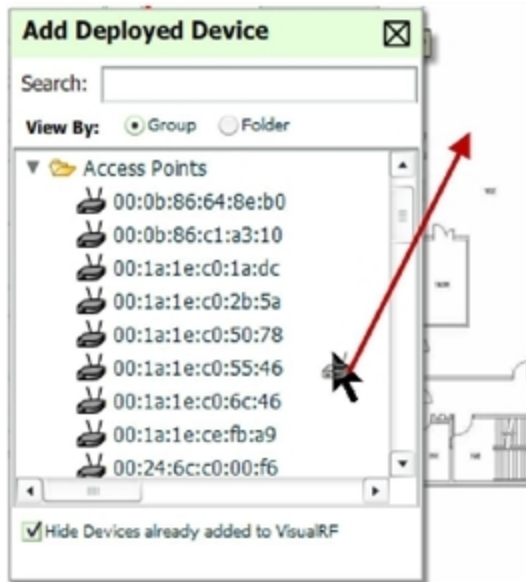 Add Deployed Device
Search:
View By: Group Folder
Access Points
00:0b:86:64:8e:b0
00:0b:86:c1:a3:10
00:1a:1e:c0:1a:dc
00:1a:1e:c0:2b:5a
00:1a:1e:c0:50:78
00:1a:1e:c0:55:46
00:1a:1e:c0:6c:46
00:1a:1e:ce:fb:a9
00:24:6c:c0:00:f6
Hide Devices already added to VisualRF